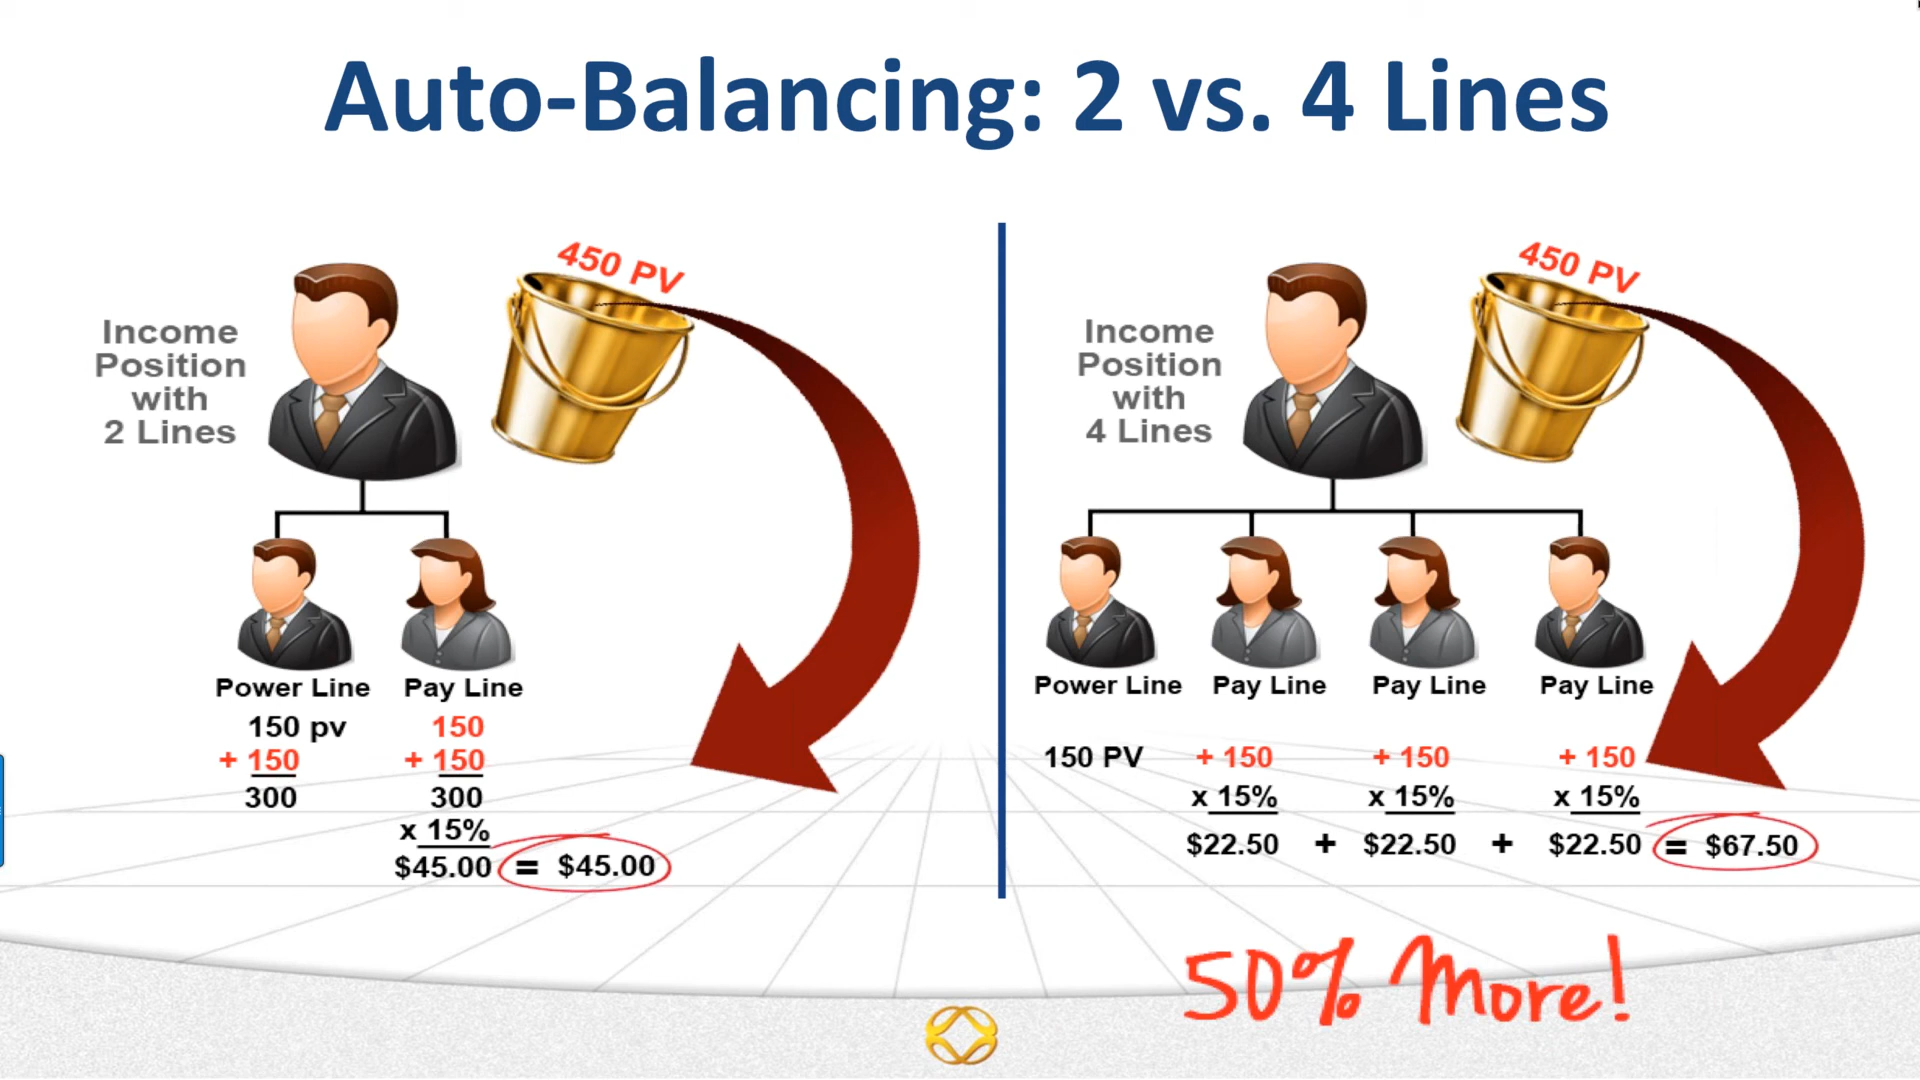 Auto-Balancing: 2 vs. 4 Lines
450 PV
Income
Position
with
2 Lines
Power Line Pay Line
150 pv 150
+ 150 + 150
300 300
x 15%
$45.00 = $45.00
450 PV
Income
Position
with
4 Lines
Power Line Pay Line Pay Line Pay Line
150 PV + 150 + 150 + 150
x 15% x 15% x 15%
$22.50 + $22.50 + $22.50 = $67.50
50% More!